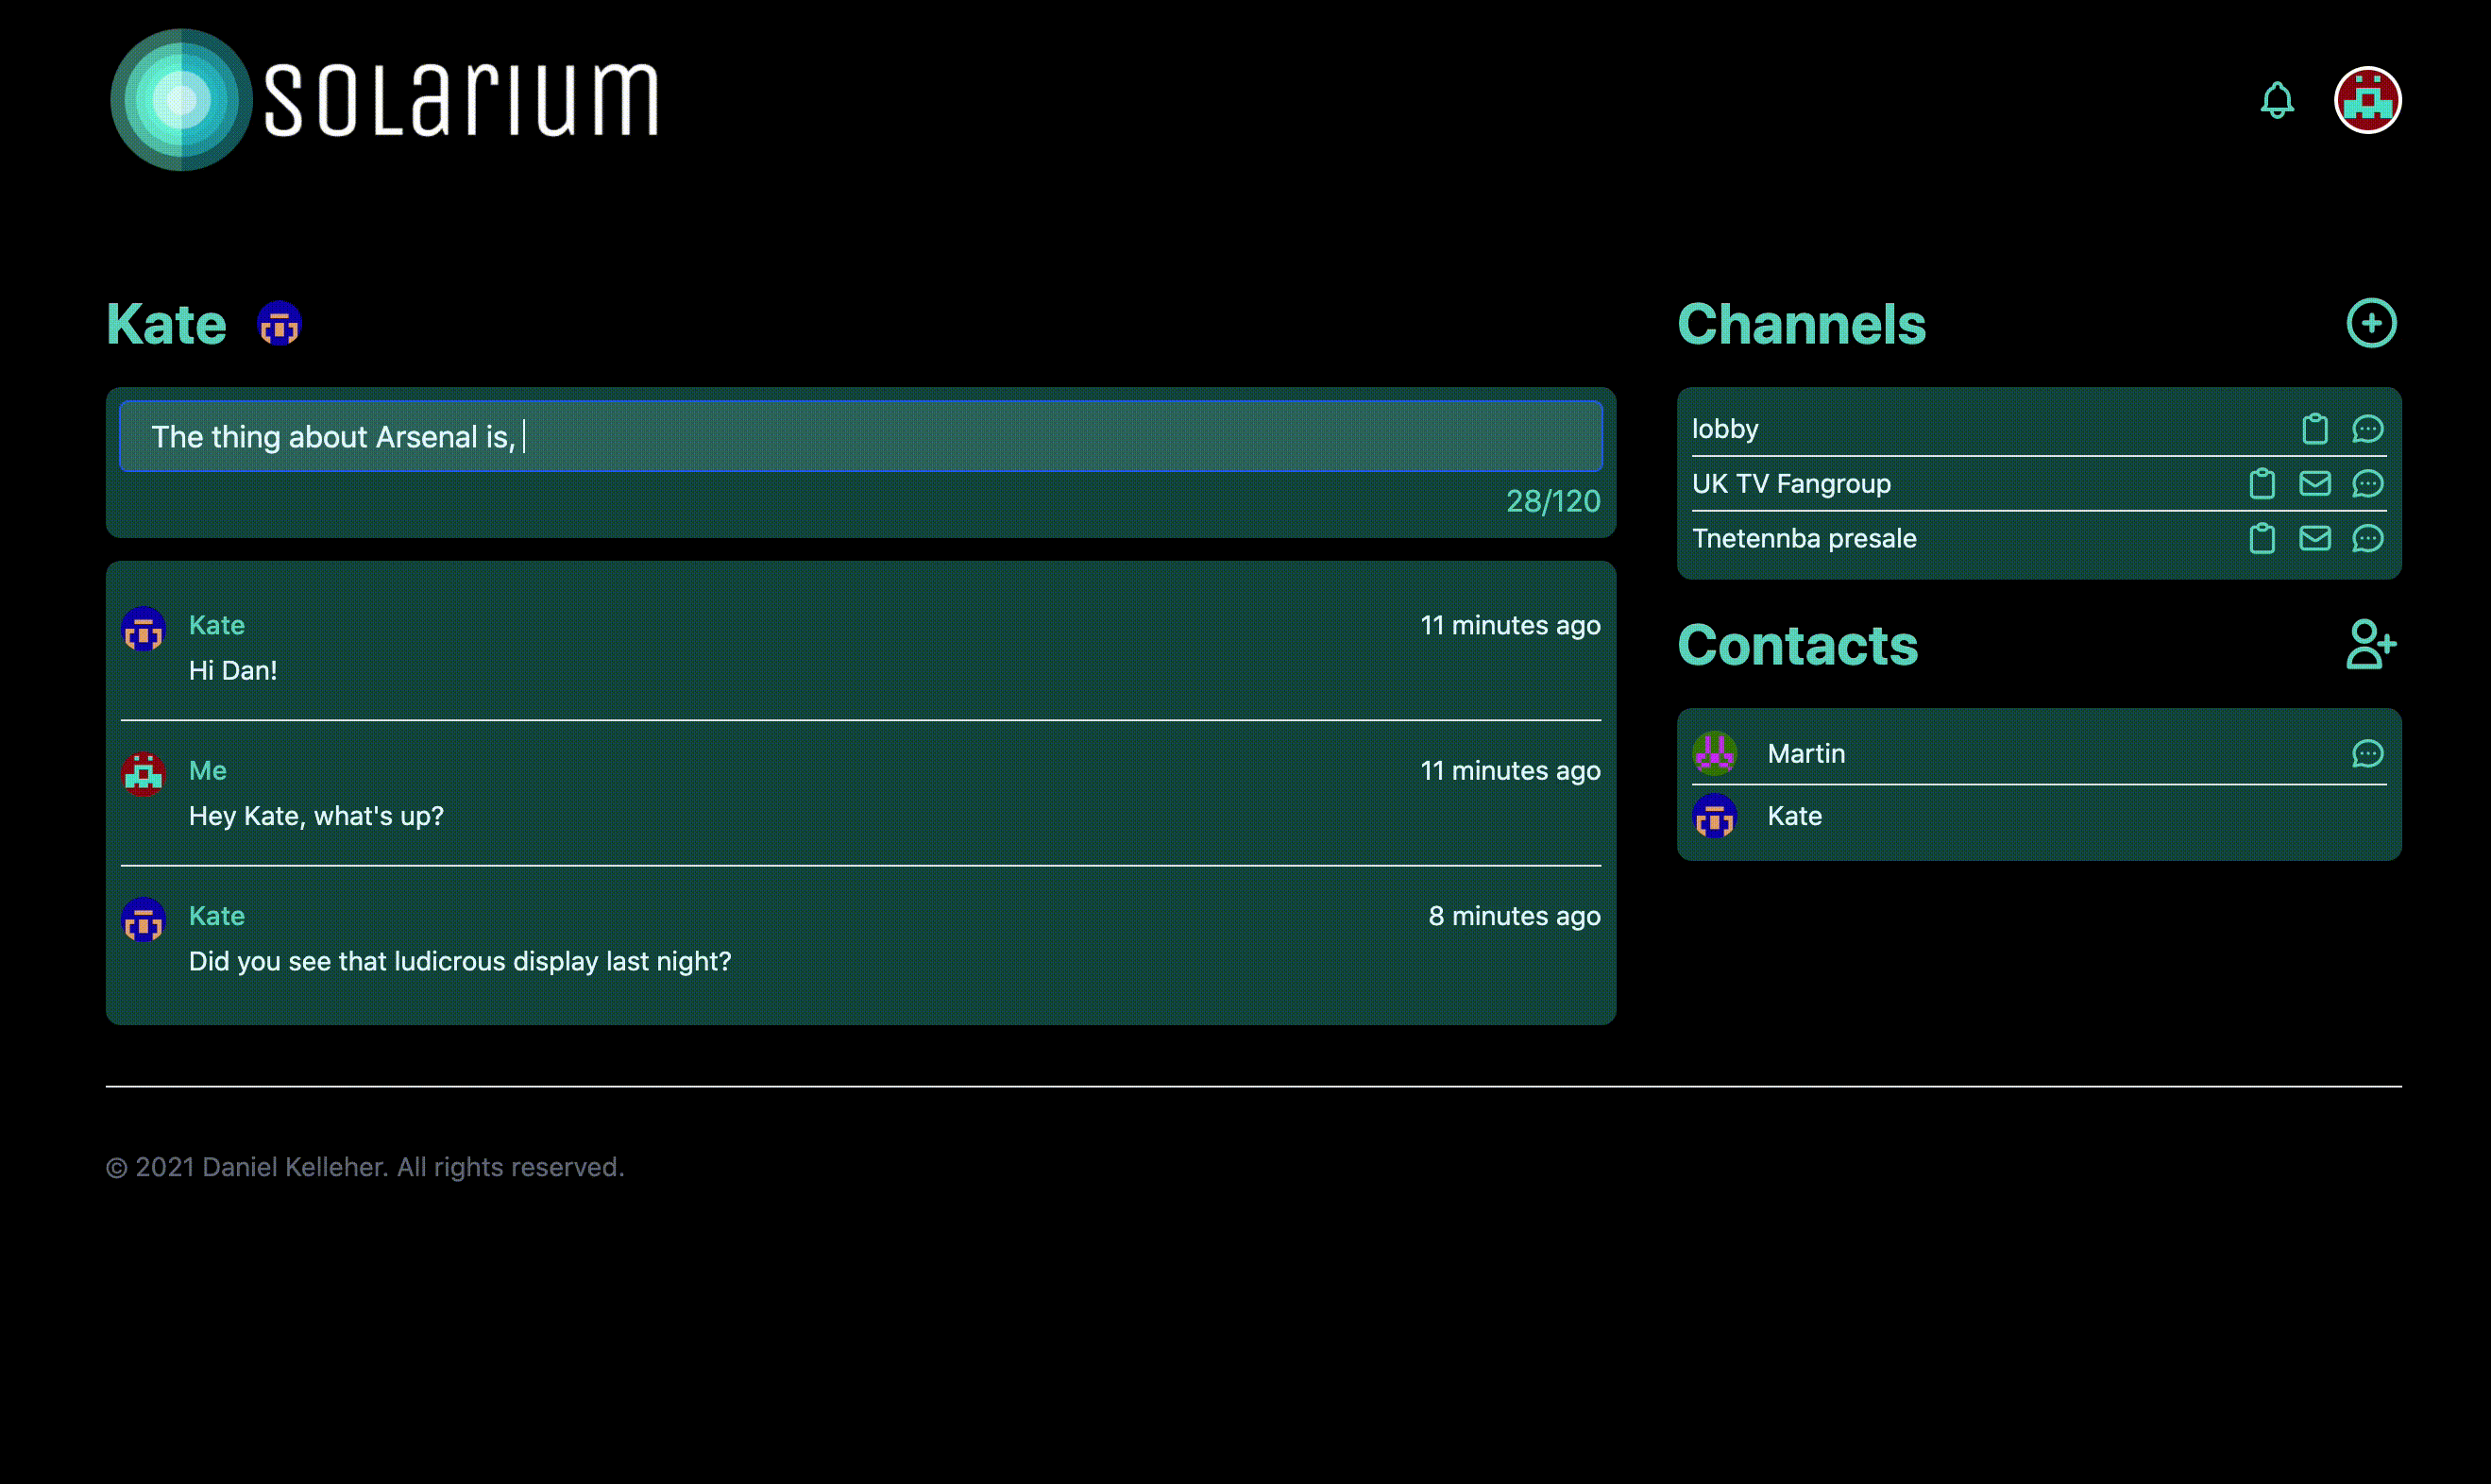 solarium
Kate
The thing about Arsenal is,
28/120
Kate 11 minutes ago
Hi Dan!
Me 11 minutes ago
Hey Kate, what's up?
Kate 8 minutes ago
Did you see that ludicrous display last night?
Channels
lobby
UK TV Fangroup
Tnetennba presale
Contacts
Martin
Kate
© 2021 Daniel Kelleher. All rights reserved.